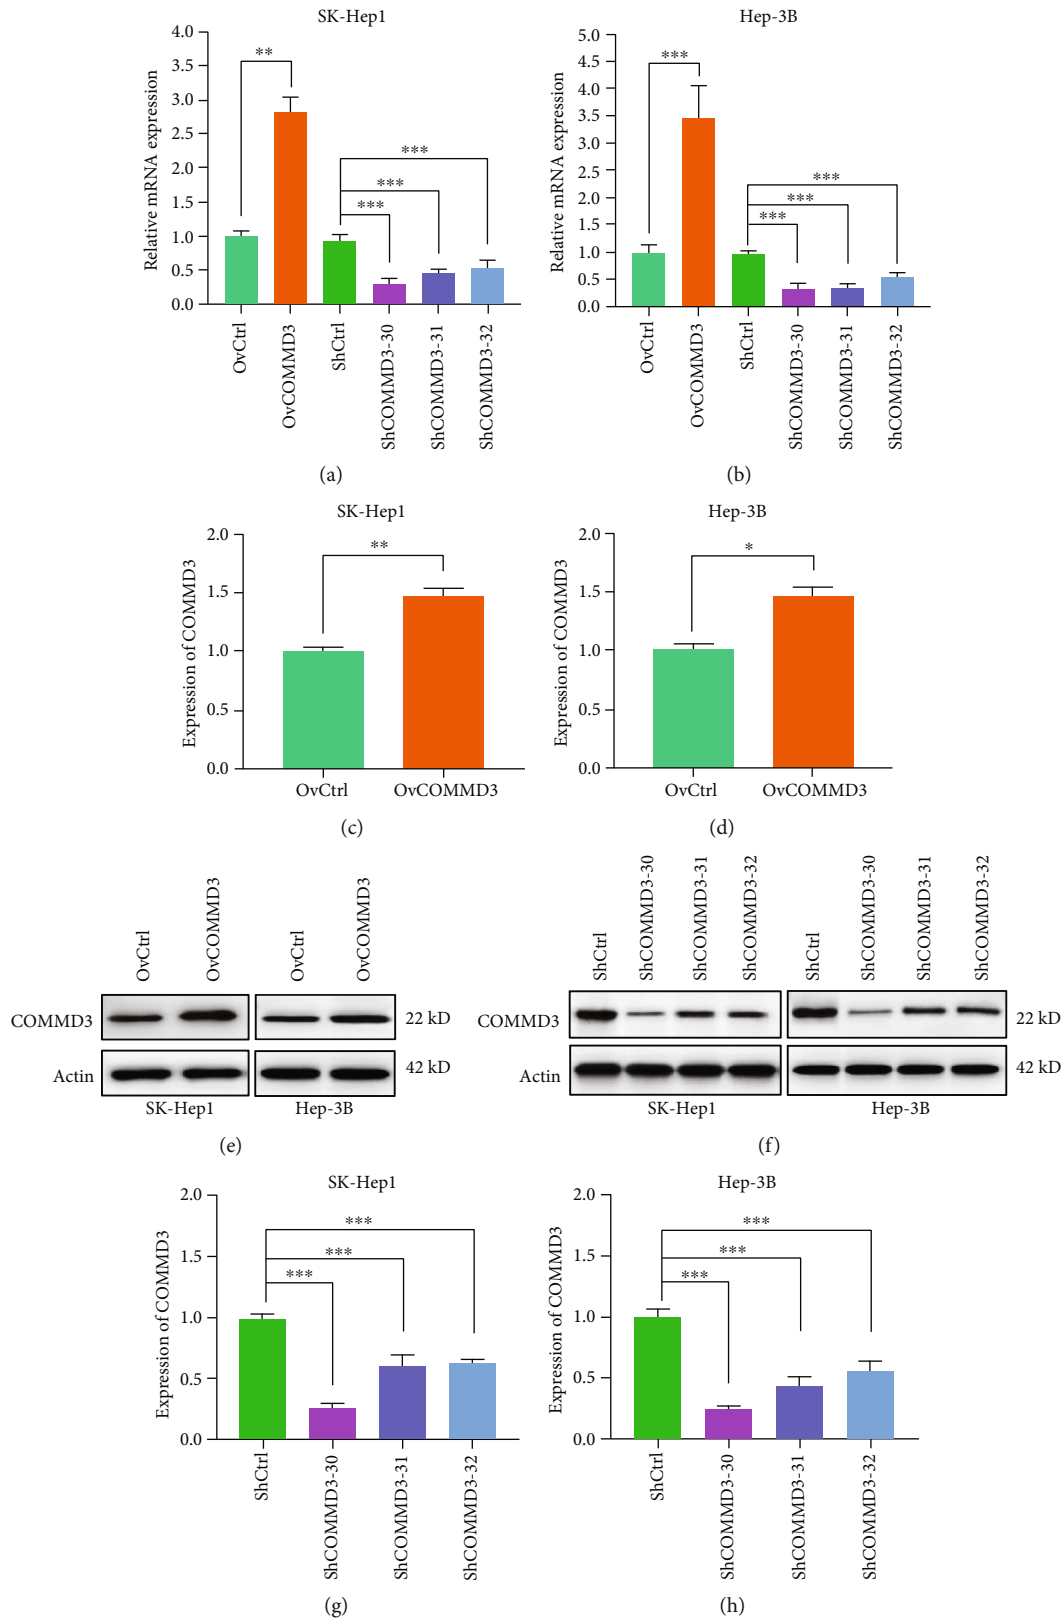 SK-Hep1
Relative mRNA expression
4.0
3.0
2.5
2.0
1.5
1.0
0.5
0.0
**
***
***
***
OvCtrl
OvCOMMD3
ShCtrl
ShCOMMD3-30
ShCOMMD3-31
ShCOMMD3-32
(a)
Hep-3B
Relative mRNA expression
5.0
4.5
4.0
3.5
3.0
2.5
2.0
1.5
1.0
0.5
0.0
***
***
***
***
OvCtrl
OvCOMMD3
ShCtrl
ShCOMMD3-30
ShCOMMD3-31
ShCOMMD3-32
(b)
SK-Hep1
Expression of COMMD3
2.0
1.5
1.0
0.5
0.0
**
OvCtrl
OvCOMMD3
(c)
Hep-3B
Expression of COMMD3
2.0
1.5
1.0
0.5
0.0
*
OvCtrl
OvCOMMD3
(d)
OvCtrl
OvCOMMD3
OvCtrl
OvCOMMD3
COMMD3
22 kD
Actin
42 kD
SK-Hep1
Hep-3B
(e)
ShCtrl
ShCOMMD3-30
ShCOMMD3-31
ShCOMMD3-32
ShCtrl
ShCOMMD3-30
ShCOMMD3-31
ShCOMMD3-32
COMMD3
22 kD
Actin
42 kD
SK-Hep1
Hep-3B
(f)
SK-Hep1
Expression of COMMD3
2.0
1.5
1.0
0.5
0.0
***
***
***
ShCtrl
ShCOMMD3-30
ShCOMMD3-31
ShCOMMD3-32
(g)
Hep-3B
Expression of COMMD3
2.0
1.5
1.0
0.5
0.0
***
***
***
ShCtrl
ShCOMMD3-30
ShCOMMD3-31
ShCOMMD3-32
(h)